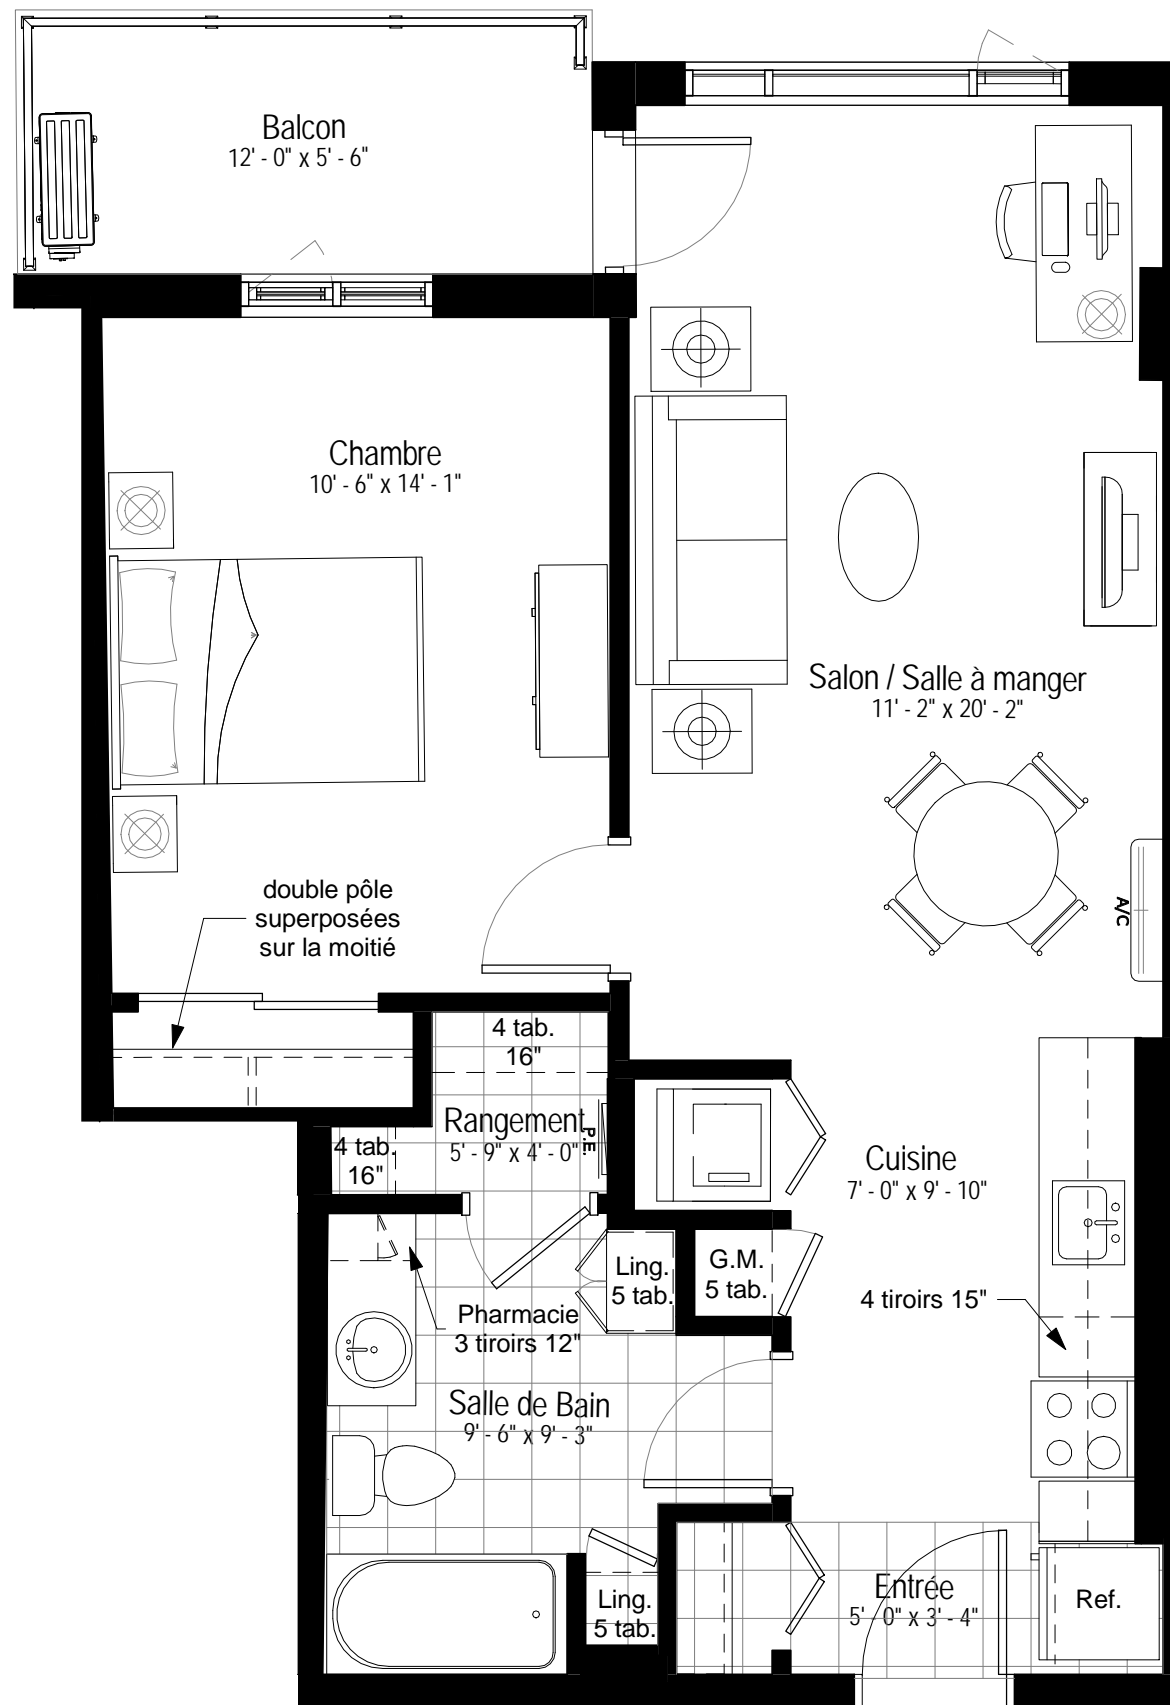 Balcon
12' - 0" x 5' - 6"
Chambre
10' - 6" x 14' - 1"
Salon / Salle à manger
11' - 2" x 20' - 2"
double pôle
superposées
sur la moitié
A/C
4 tab.
16"
Rangement
5' - 9" x 4' - 0"
P.E.
4 tab.
16"
Cuisine
7' - 0" x 9' - 10"
Ling.
5 tab.
G.M.
5 tab.
4 tiroirs 15"
Pharmacie
3 tiroirs 12"
Salle de Bain
9' - 6" x 9' - 3"
Entrée
5' - 0" x 3' - 4"
Ref.
Ling.
5 tab.